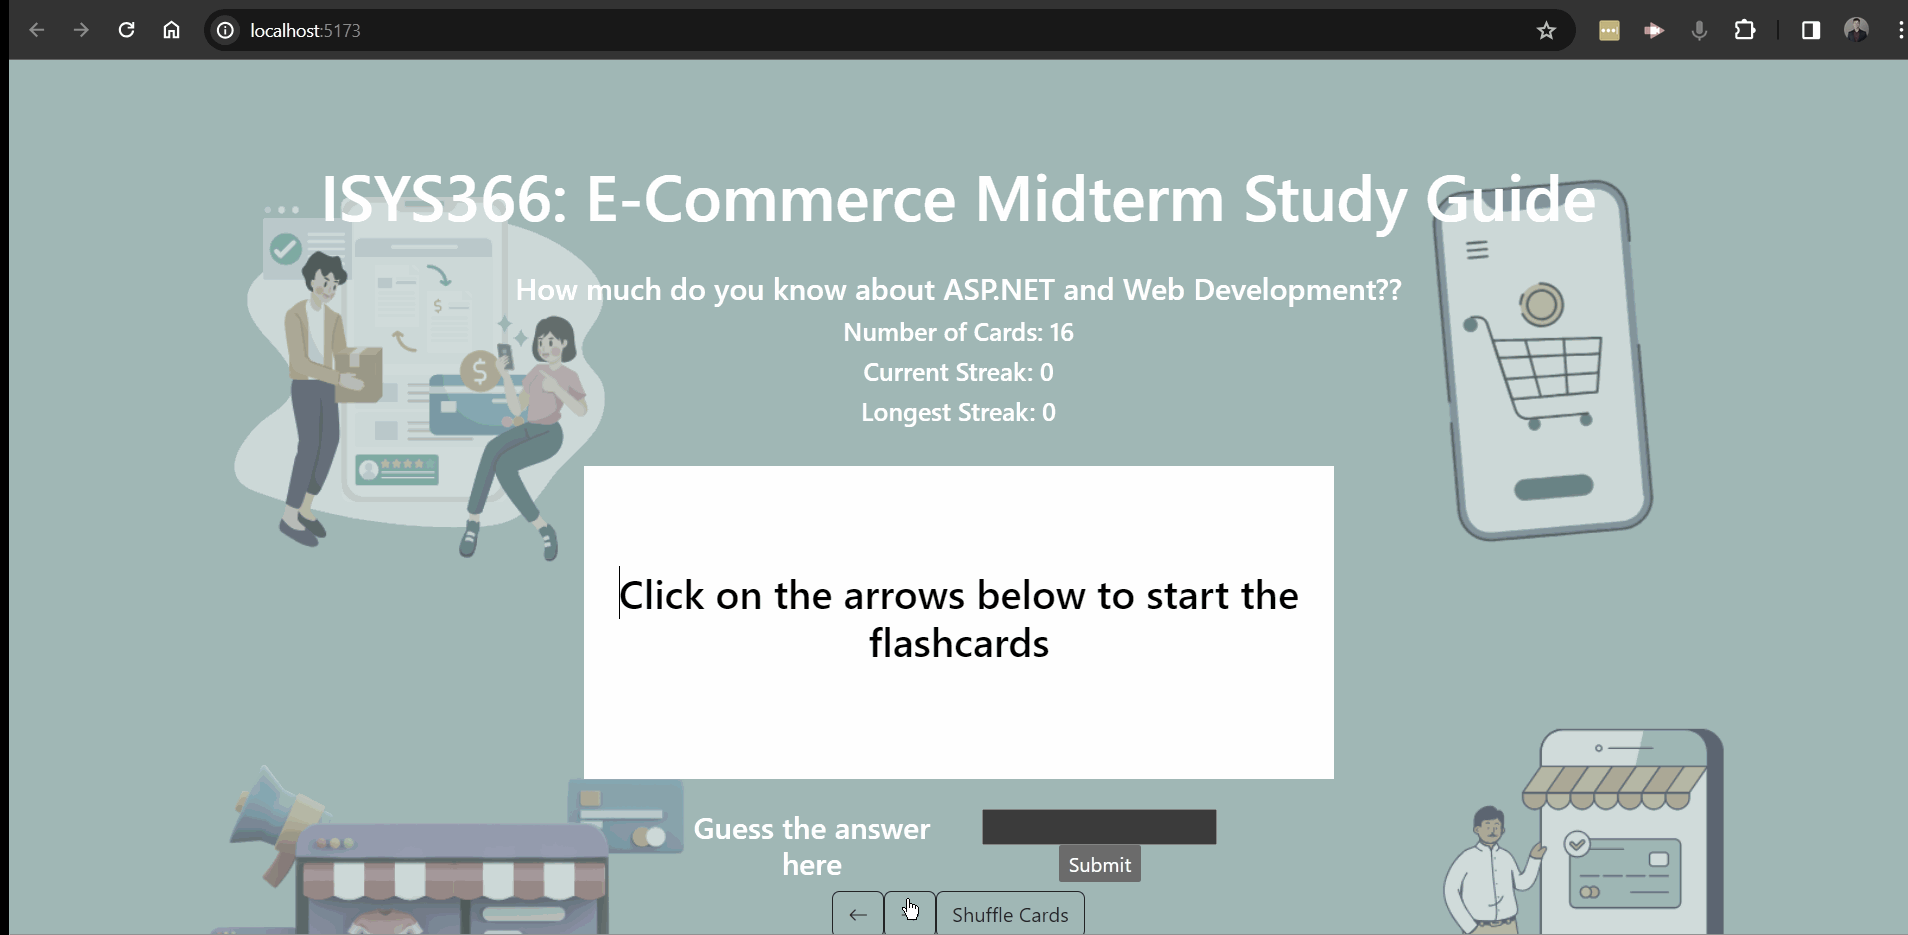 localhost:5173
ISYS366: E-Commerce Midterm Study Guide
How much do you know about ASP.NET and Web Development??
Number of Cards: 16
Current Streak: 0
Longest Streak: 0
$
$
Click on the arrows below to start the
flashcards
Guess the answer
here
Submit
← Shuffle Cards